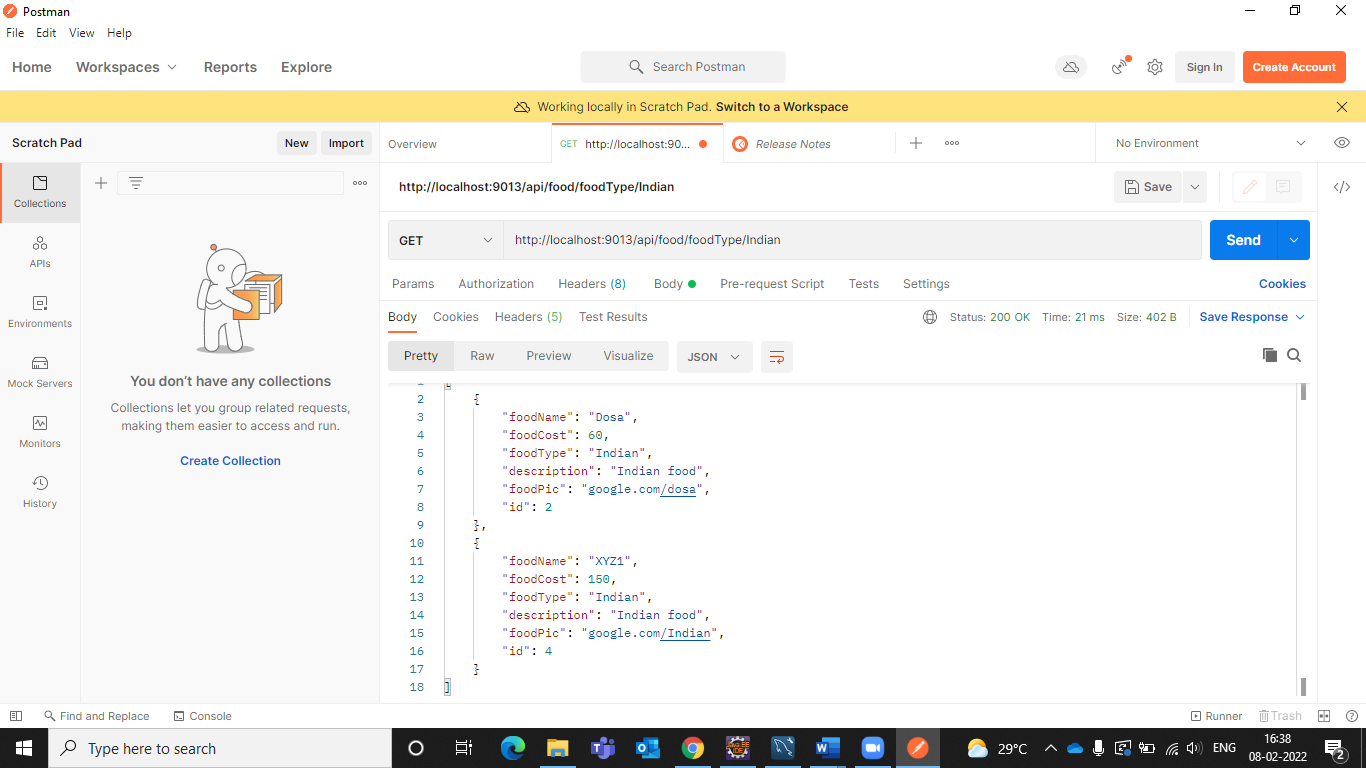 Postman
File Edit View Help
Home Workspaces Reports Explore Search Postman Sign In Create Account
Working locally in Scratch Pad. Switch to a Workspace
Scratch Pad New Import Overview GET http://localhost:90... Release Notes No Environment
http://localhost:9013/api/food/foodType/Indian Save
GET http://localhost:9013/api/food/foodType/Indian Send
Params Authorization Headers (8) Body Pre-request Script Tests Settings Cookies
Body Cookies Headers (5) Test Results Status: 200 OK Time: 21 ms Size: 402 B Save Response
Pretty Raw Preview Visualize JSON
Collections
APIs
Environments
Mock Servers
Monitors
History
You don't have any collections
Collections let you group related requests,
making them easier to access and run.
Create Collection
1 [
2 {
3 "foodName": "Dosa",
4 "foodCost": 60,
5 "foodType": "Indian",
6 "description": "Indian food",
7 "foodPic": "google.com/dosa",
8 "id": 2
9 },
10 {
11 "foodName": "XYZ1",
12 "foodCost": 150,
13 "foodType": "Indian",
14 "description": "Indian food",
15 "foodPic": "google.com/Indian",
16 "id": 4
17 }
18 ]
Find and Replace Console Runner Trash
Type here to search 29°C ENG 16:38
08-02-2022 2